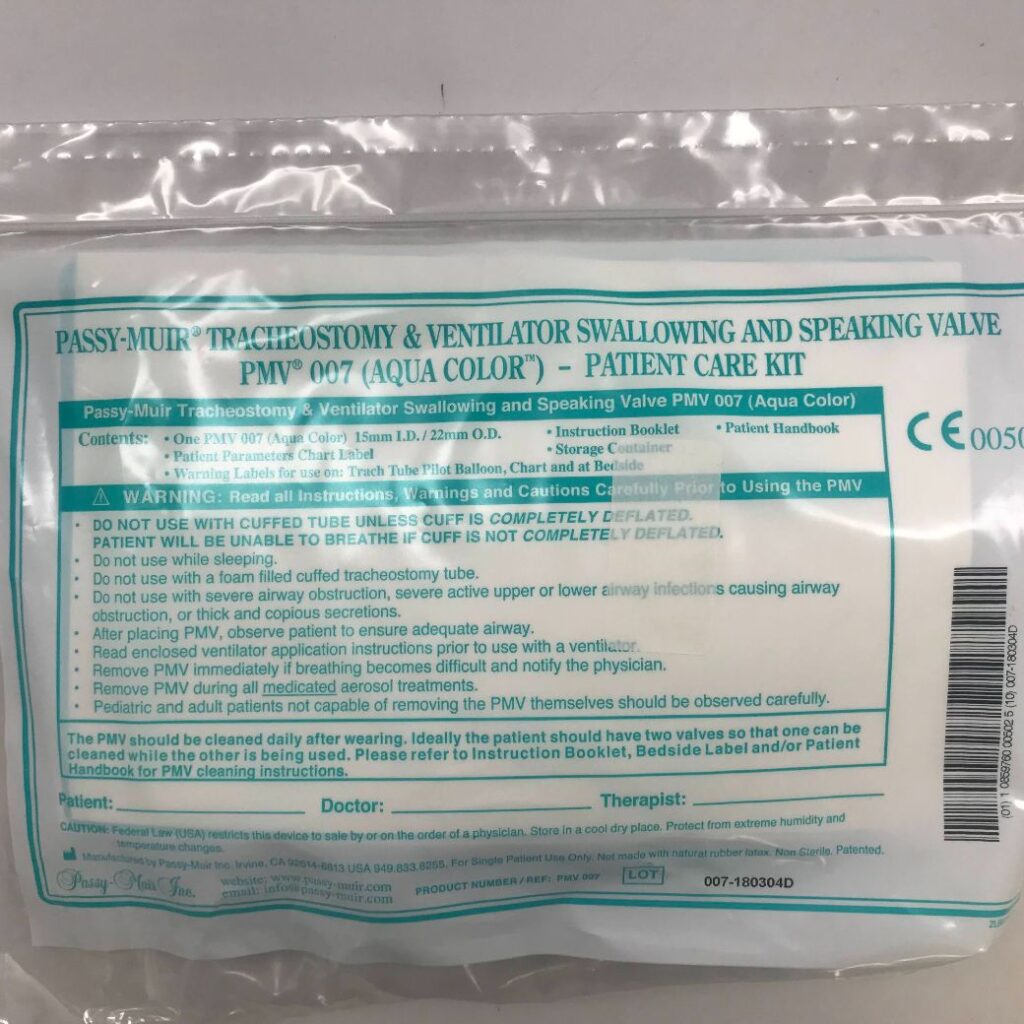 PASSY-MUIR® TRACHEOSTOMY & VENTILATOR SWALLOWING AND SPEAKING VALVE
PMV® 007 (AQUA COLOR™) – PATIENT CARE KIT
Passy-Muir Tracheostomy & Ventilator Swallowing and Speaking Valve PMV 007 (Aqua Color)
Contents: • One PMV 007 (Aqua Color) 15mm I.D. / 22mm O.D. • Instruction Booklet • Patient Handbook
• Patient Parameters Chart Label • Storage Container
• Warning Labels for use on: Trach Tube Pilot Balloon, Chart and at Bedside
CE 005
⚠ WARNING: Read all Instructions, Warnings and Cautions Carefully Prior to Using the PMV
• DO NOT USE WITH CUFFED TUBE UNLESS CUFF IS COMPLETELY DEFLATED.
PATIENT WILL BE UNABLE TO BREATHE IF CUFF IS NOT COMPLETELY DEFLATED.
• Do not use while sleeping.
• Do not use with a foam filled cuffed tracheostomy tube.
• Do not use with severe airway obstruction, severe active upper or lower airway infections causing airway
obstruction, or thick and copious secretions.
• After placing PMV, observe patient to ensure adequate airway.
• Read enclosed ventilator application instructions prior to use with a ventilator.
• Remove PMV immediately if breathing becomes difficult and notify the physician.
• Remove PMV during all medicated aerosol treatments.
• Pediatric and adult patients not capable of removing the PMV themselves should be observed carefully.
The PMV should be cleaned daily after wearing. Ideally the patient should have two valves so that one can be
cleaned while the other is being used. Please refer to Instruction Booklet, Bedside Label and/or Patient
Handbook for PMV cleaning instructions.
Patient: Doctor: Therapist:
CAUTION: Federal Law (USA) restricts this device to sale by or on the order of a physician. Store in a cool dry place. Protect from extreme humidity and
temperature changes.
Manufactured by Passy-Muir Inc. Irvine, CA 92614-6813 USA 949.833.8255. For Single Patient Use Only. Not made with natural rubber latex. Non Sterile. Patented.
Passy-Muir Inc. website: www.passy-muir.com
email: info@passy-muir.com
PRODUCT NUMBER / REF: PMV 007 LOT 007-180304D
(01) 1 0859760 00502 5 (10) 007-180304D